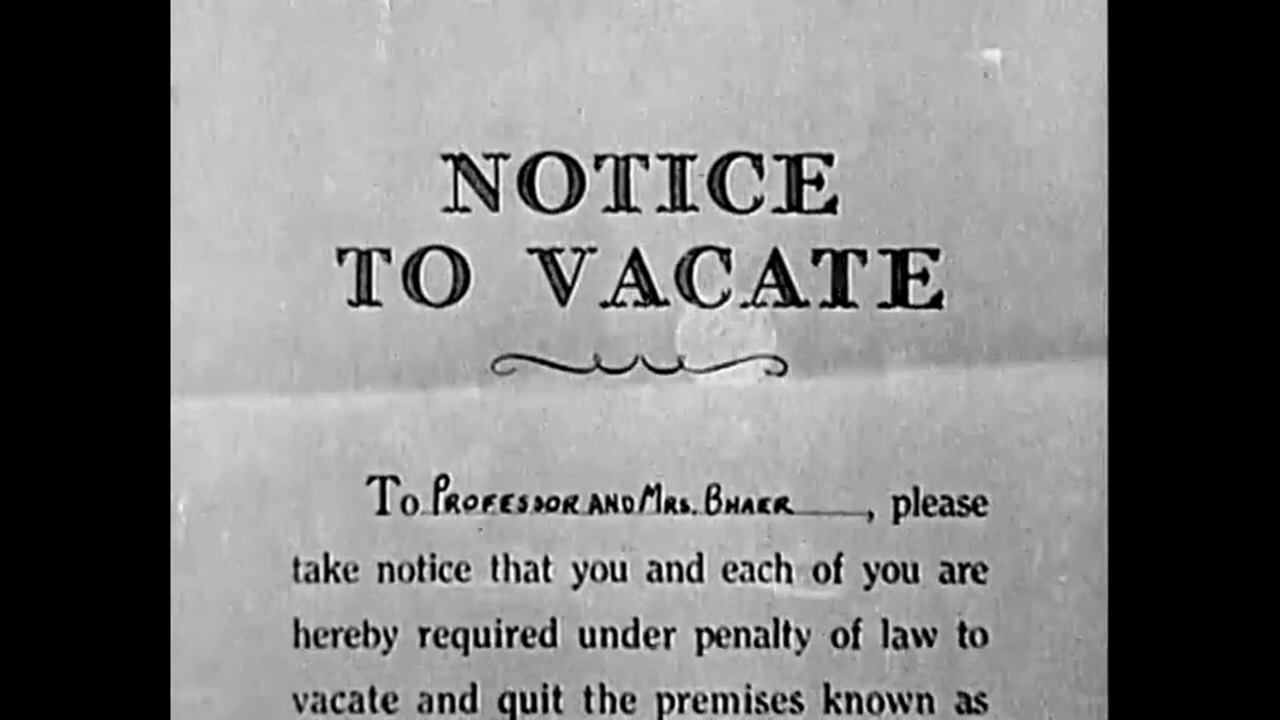 NOTICE
TO VACATE
To Professor and Mrs. Bhaer , please
take notice that you and each of you are
hereby required under penalty of law to
vacate and quit the premises known as